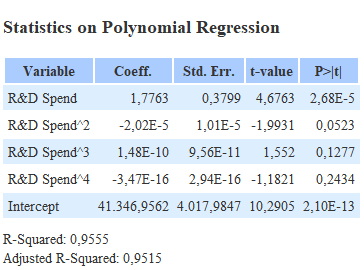 Statistics on Polynomial Regression
Variable Coeff. Std. Err. t-value P>|t|
R&D Spend 1,7763 0,3799 4,6763 2,68E-5
R&D Spend^2 -2,02E-5 1,01E-5 -1,9931 0,0523
R&D Spend^3 1,48E-10 9,56E-11 1,552 0,1277
R&D Spend^4 -3,47E-16 2,94E-16 -1,1821 0,2434
Intercept 41.346,9562 4.017,9847 10,2905 2,10E-13
R-Squared: 0,9555
Adjusted R-Squared: 0,9515